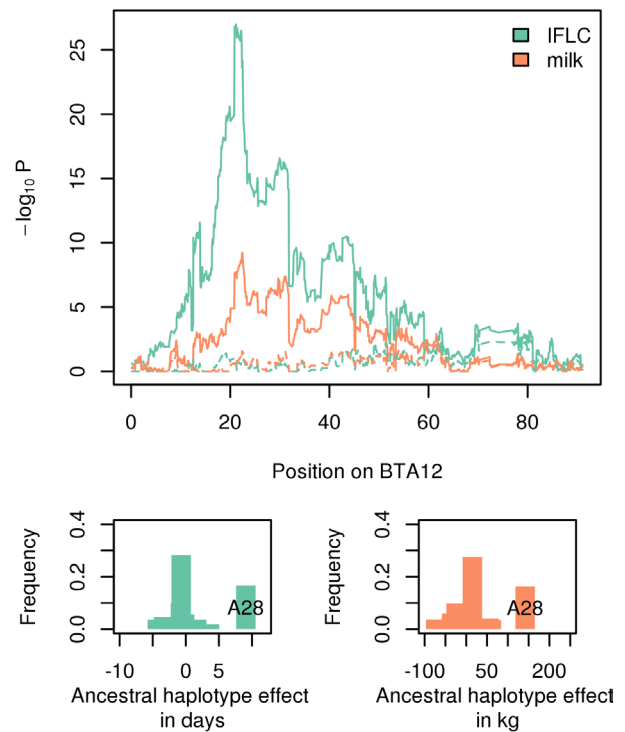 IFLC
milk
−log10 P
0
5
10
15
20
25
0
20
40
60
80
Position on BTA12
Frequency
0.0
0.2
0.4
A28
-10
0
5
Ancestral haplotype effect
in days
Frequency
0.0
0.2
0.4
A28
-100
50
200
Ancestral haplotype effect
in kg